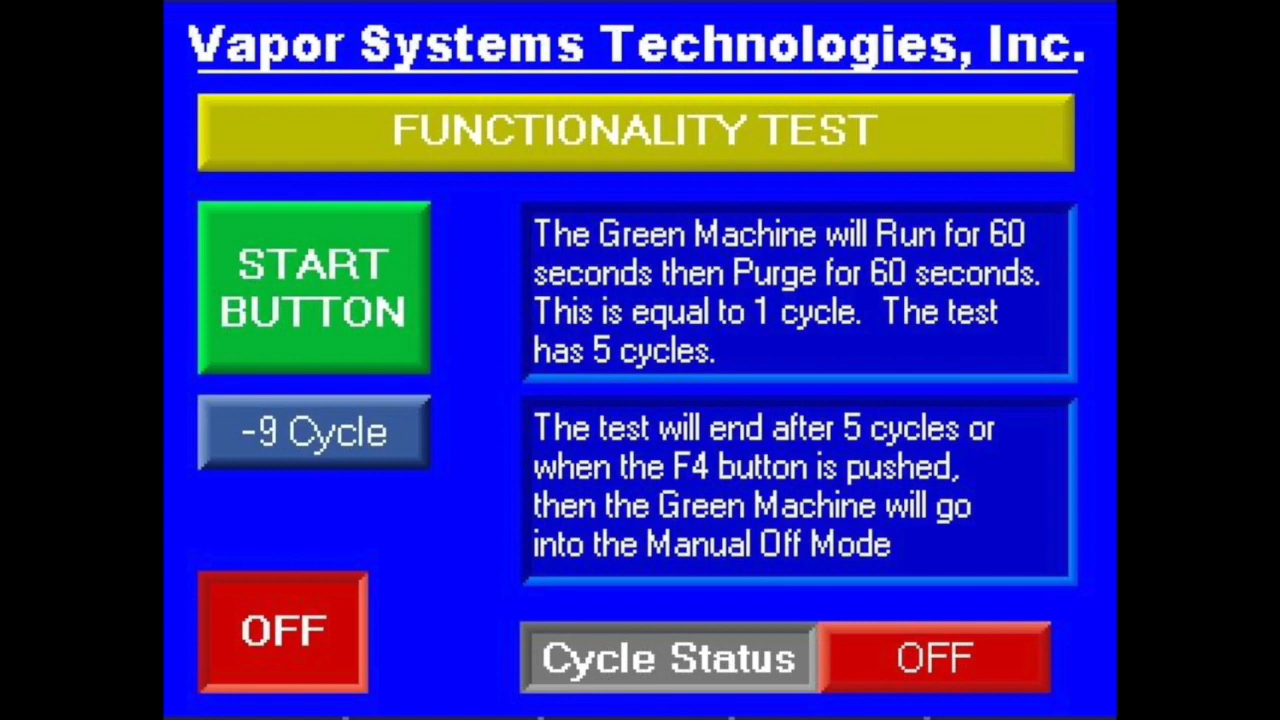 Vapor Systems Technologies, Inc.
FUNCTIONALITY TEST
START
BUTTON
The Green Machine will Run for 60
seconds then Purge for 60 seconds.
This is equal to 1 cycle. The test
has 5 cycles.
-9 Cycle
The test will end after 5 cycles or
when the F4 button is pushed,
then the Green Machine will go
into the Manual Off Mode
OFF
Cycle Status
OFF